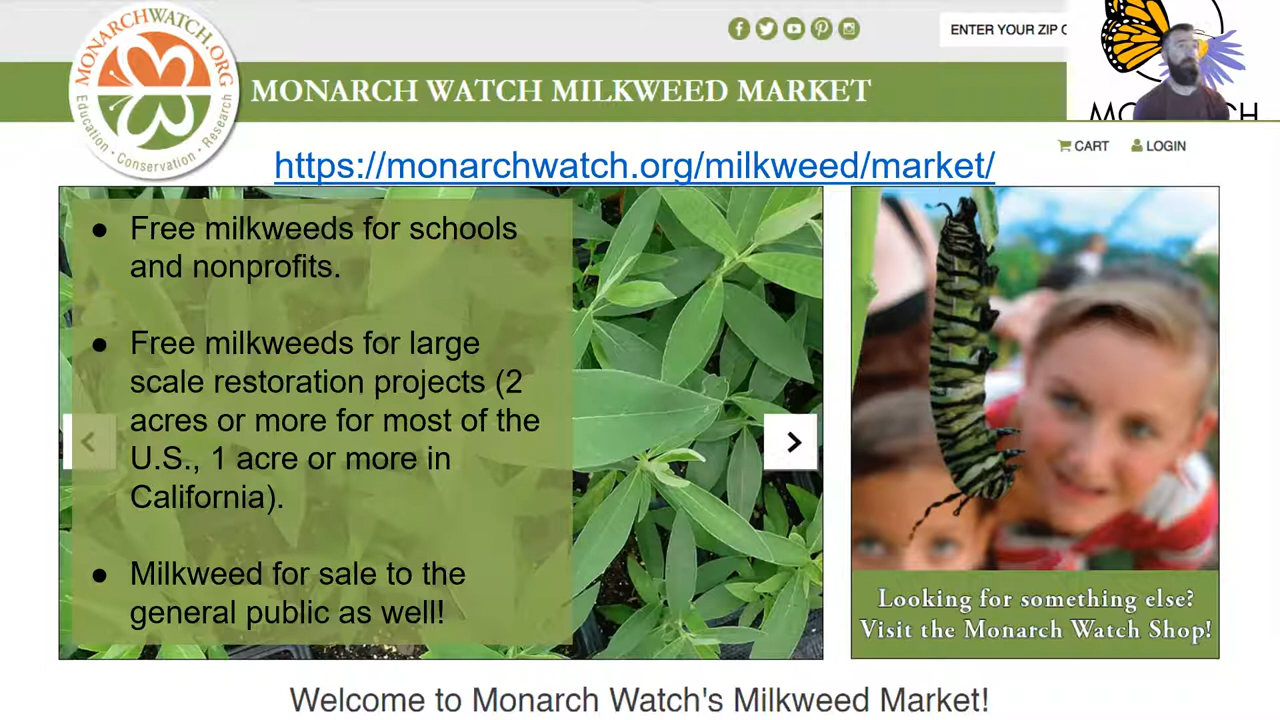 MONARCHWATCH.ORG
Education • Conservation • Research
ENTER YOUR ZIP
MONARCH WATCH MILKWEED MARKET
CART
LOGIN
https://monarchwatch.org/milkweed/market/
● Free milkweeds for schools
and nonprofits.
● Free milkweeds for large
scale restoration projects (2
acres or more for most of the
U.S., 1 acre or more in
California).
● Milkweed for sale to the
general public as well!
Looking for something else?
Visit the Monarch Watch Shop!
Welcome to Monarch Watch's Milkweed Market!